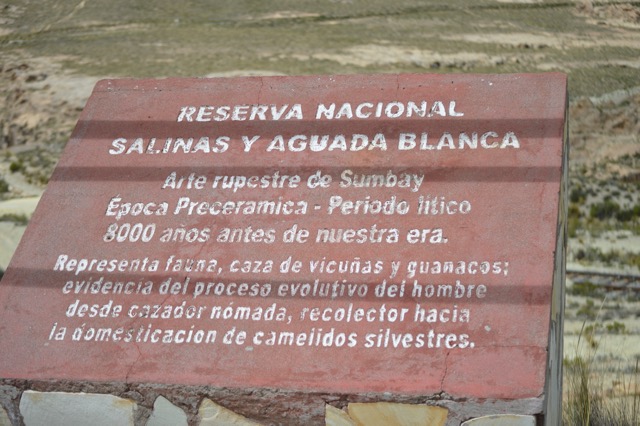 RESERVA NACIONAL
SALINAS Y AGUADA BLANCA
Arte rupestre de Sumbay
Época Preceramica - Periodo lítico
8000 años antes de nuestra era.
Representa fauna, caza de vicuñas y guanacos;
evidencia del proceso evolutivo del hombre
desde cazador nómada, recolector hacia
la domesticacion de camelidos silvestres.